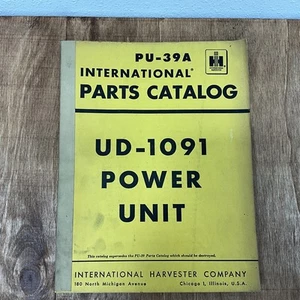 PU-39A
INTERNATIONAL®
PARTS CATALOG
IH
UD-1091
POWER
UNIT
This catalog supersedes the PU-39 Parts Catalog which should be destroyed.
INTERNATIONAL HARVESTER COMPANY
180 North Michigan Avenue Chicago 1, Illinois, U.S.A.